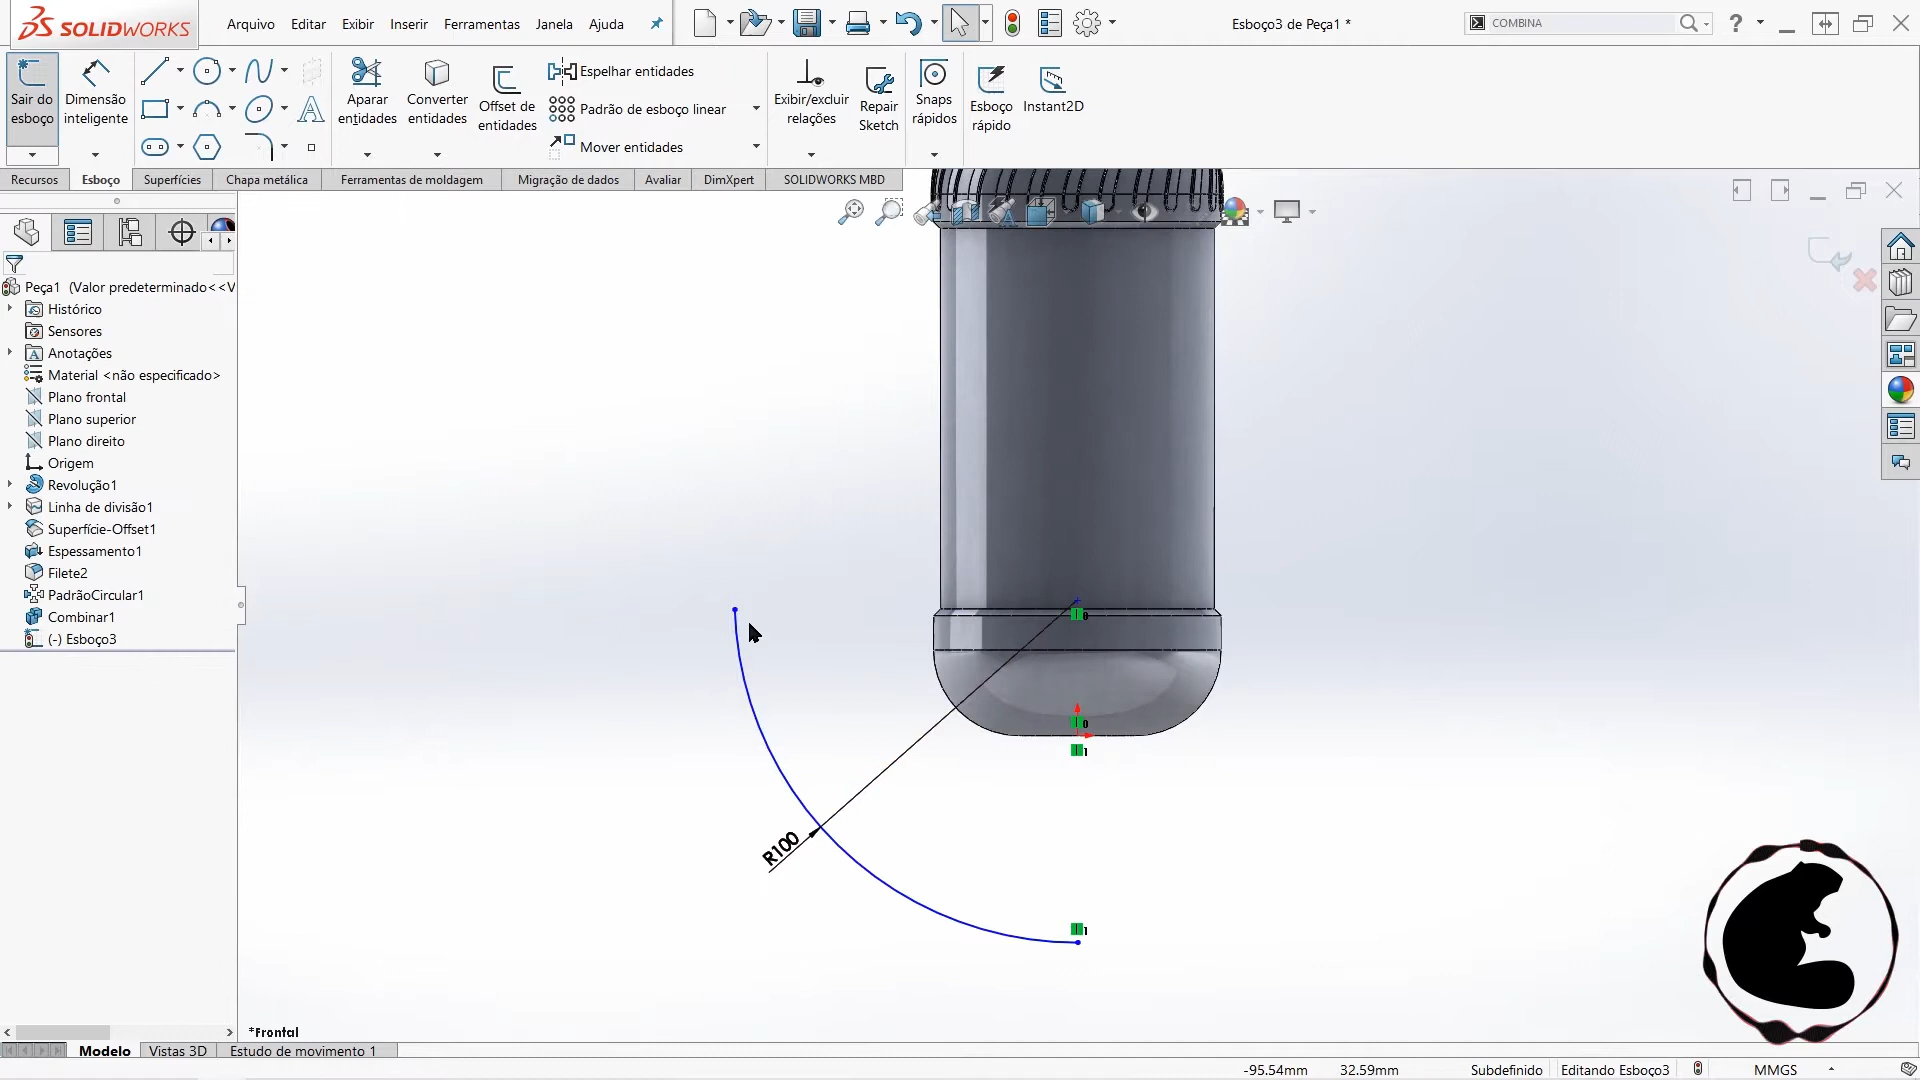 SOLIDWORKS
Arquivo Editar Exibir Inserir Ferramentas Janela Ajuda
Esboço3 de Peça1 *
COMBINA
?
Sair do esboço
Dimensão inteligente
Aparar entidades
Converter entidades
Offset de entidades
Espelhar entidades
Padrão de esboço linear
Mover entidades
Exibir/excluir relações
Repair Sketch
Snaps rápidos
Esboço rápido
Instant2D
Recursos Esboço Superfícies Chapa metálica Ferramentas de moldagem Migração de dados Avaliar DimXpert SOLIDWORKS MBD
Peça1 (Valor predeterminado<<V
Histórico
Sensores
Anotações
Material <não especificado>
Plano frontal
Plano superior
Plano direito
Origem
Revolução1
Linha de divisão1
Superfície-Offset1
Espessamento1
Filete2
PadrãoCircular1
Combinar1
(-) Esboço3
0
0
1
R100
1
*Frontal
Modelo Vistas 3D Estudo de movimento 1
-95.54mm 32.59mm Subdefinido Editando Esboço3 MMGS